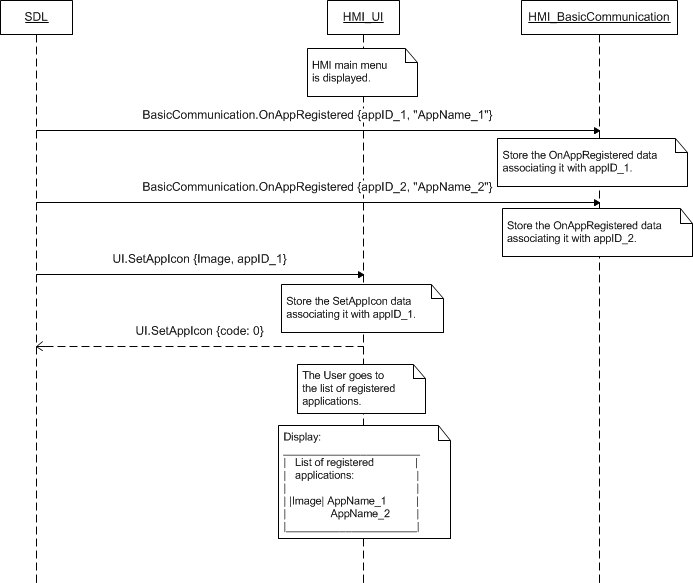 SDL
HMI_UI
HMI_BasicCommunication
HMI main menu
is displayed.
BasicCommunication.OnAppRegistered {appID_1, "AppName_1"}
Store the OnAppRegistered data
associating it with appID_1.
BasicCommunication.OnAppRegistered {appID_2, "AppName_2"}
Store the OnAppRegistered data
associating it with appID_2.
UI.SetAppIcon {Image, appID_1}
Store the SetAppIcon data
associating it with appID_1.
UI.SetAppIcon {code: 0}
The User goes to
the list of registered
applications.
Display:
List of registered
applications:
|Image| AppName_1
AppName_2